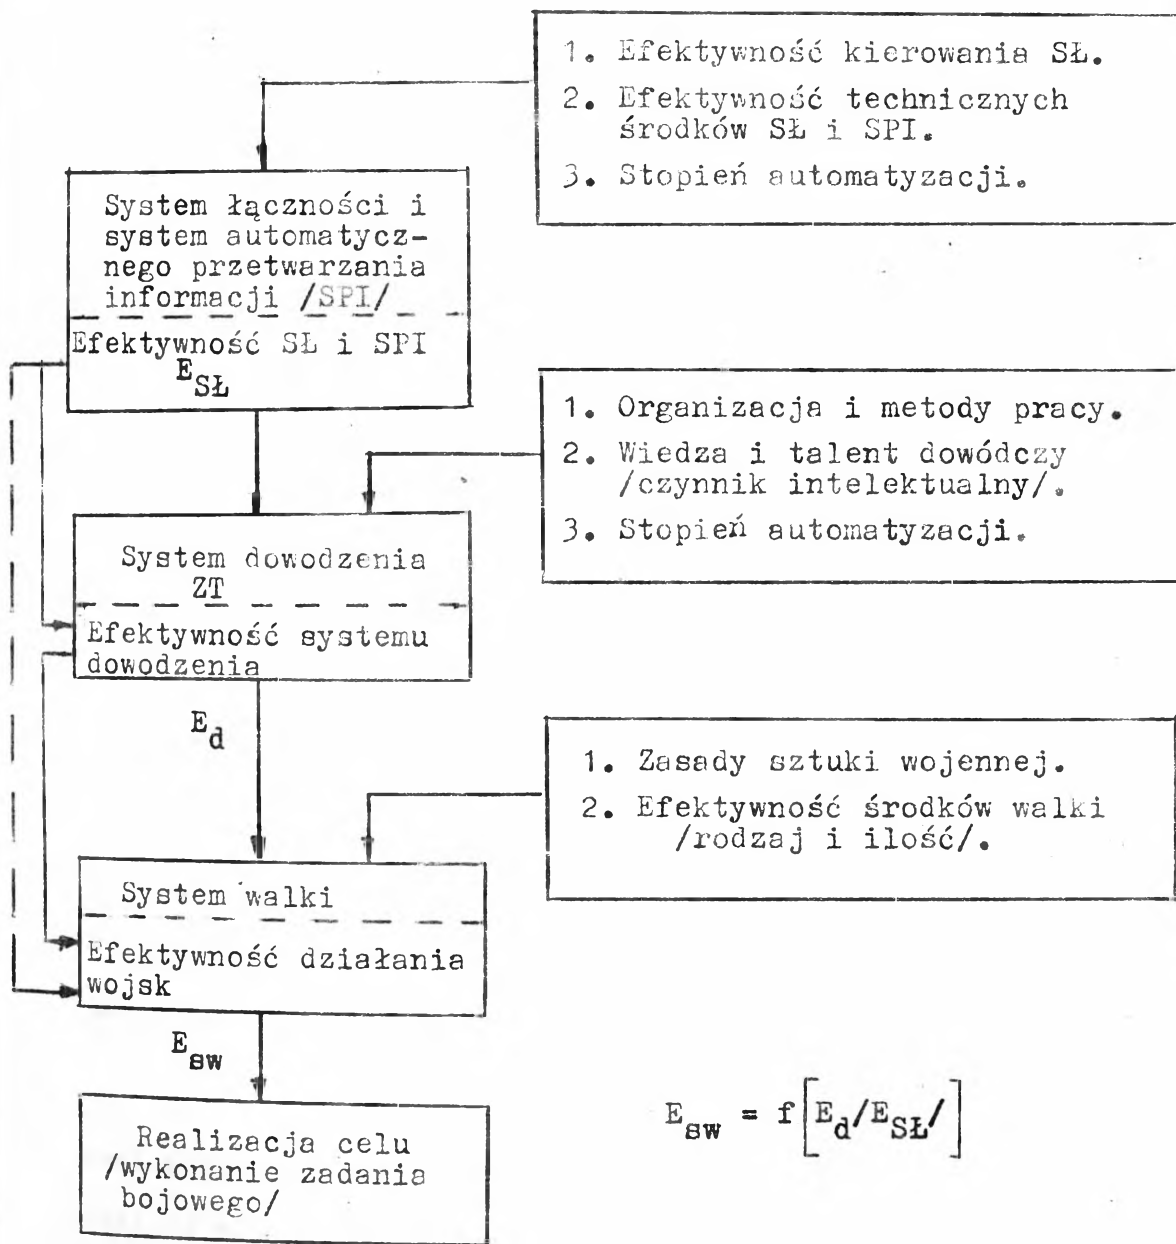 1. Efektywność kierowania SŁ.
2. Efektywność technicznych
środków SŁ i SPI.
3. Stopień automatyzacji.
System łączności i
system automatycz-
nego przetwarzania
informacji /SPI/
Efektywność SŁ i SPI
E_SŁ
1. Organizacja i metody pracy.
2. Wiedza i talent dowódczy
/czynnik intelektualny/.
3. Stopień automatyzacji.
System dowodzenia
ZT
Efektywność systemu
dowodzenia
E_d
1. Zasady sztuki wojennej.
2. Efektywność środków walki
/rodzaj i ilość/.
System walki
Efektywność działania
wojsk
E_sw
Realizacja celu
/wykonanie zadania
bojowego/
E_sw = f[E_d/E_SŁ/]